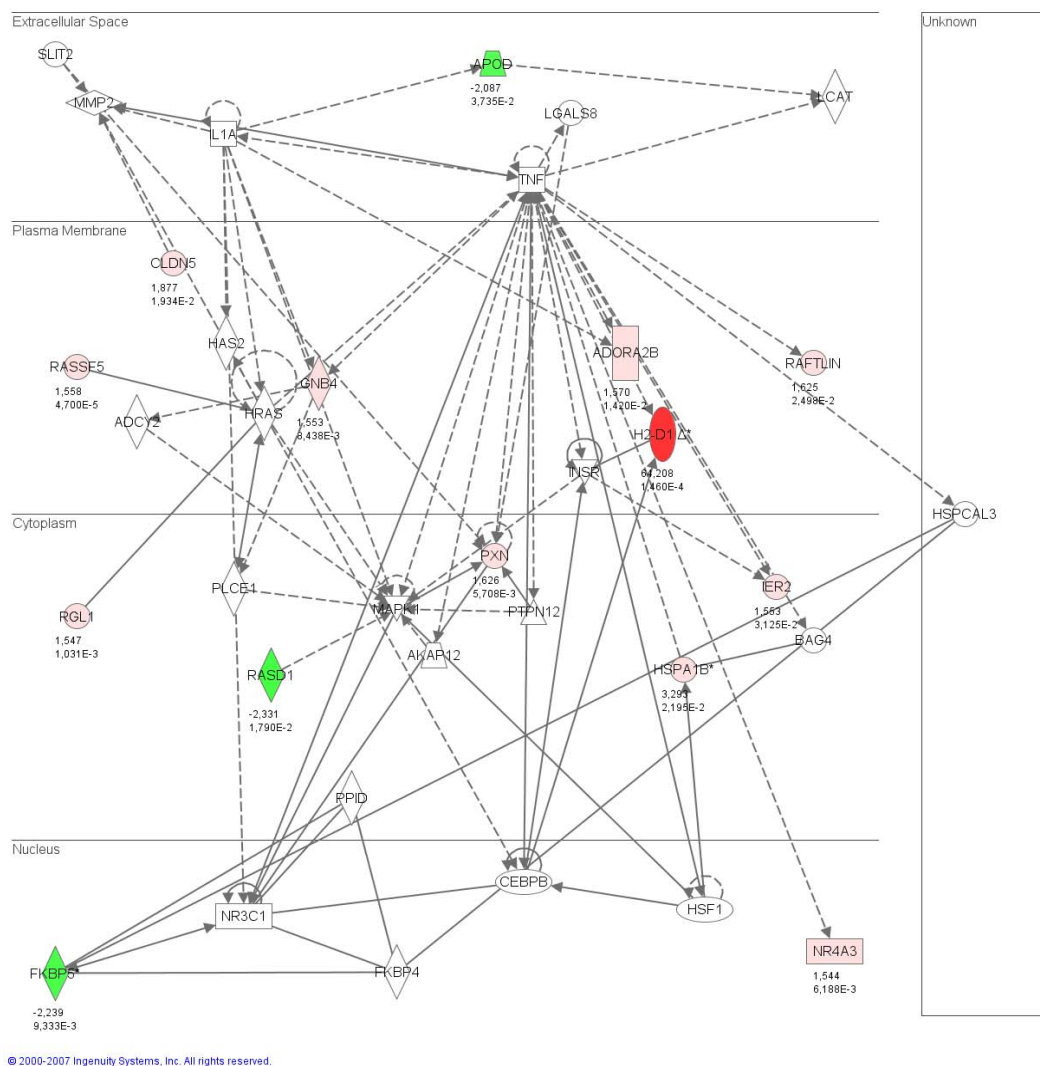 Extracellular Space
Unknown
SLIT2
APOD
-2,087
3,735E-2
MMP2
LCAT
LGALS8
IL1A
TNF
Plasma Membrane
CLDN5
1,877
1,934E-2
HAS2
ADORA2B
1,570
1,420E-2
RAFTLIN
1,625
2,498E-2
RASSF5
1,558
4,700E-5
GNB4
1,553
8,438E-3
ADCY2
HRAS
H2-D1 Δ*
64,208
1,460E-4
INSR
HSPCAL3
Cytoplasm
PXN
1,626
5,708E-3
PLCE1
IER2
1,553
3,125E-2
RGL1
1,547
1,031E-3
MAPK1
PTPN12
BAG4
AKAP12
RASD1
-2,331
1,790E-2
HSPA1B*
3,293
2,195E-2
PPID
Nucleus
CEBPB
NR3C1
HSF1
NR4A3
1,544
6,188E-3
FKBP5*
-2,239
9,333E-3
FKBP4
© 2000-2007 Ingenuity Systems, Inc. All rights reserved.